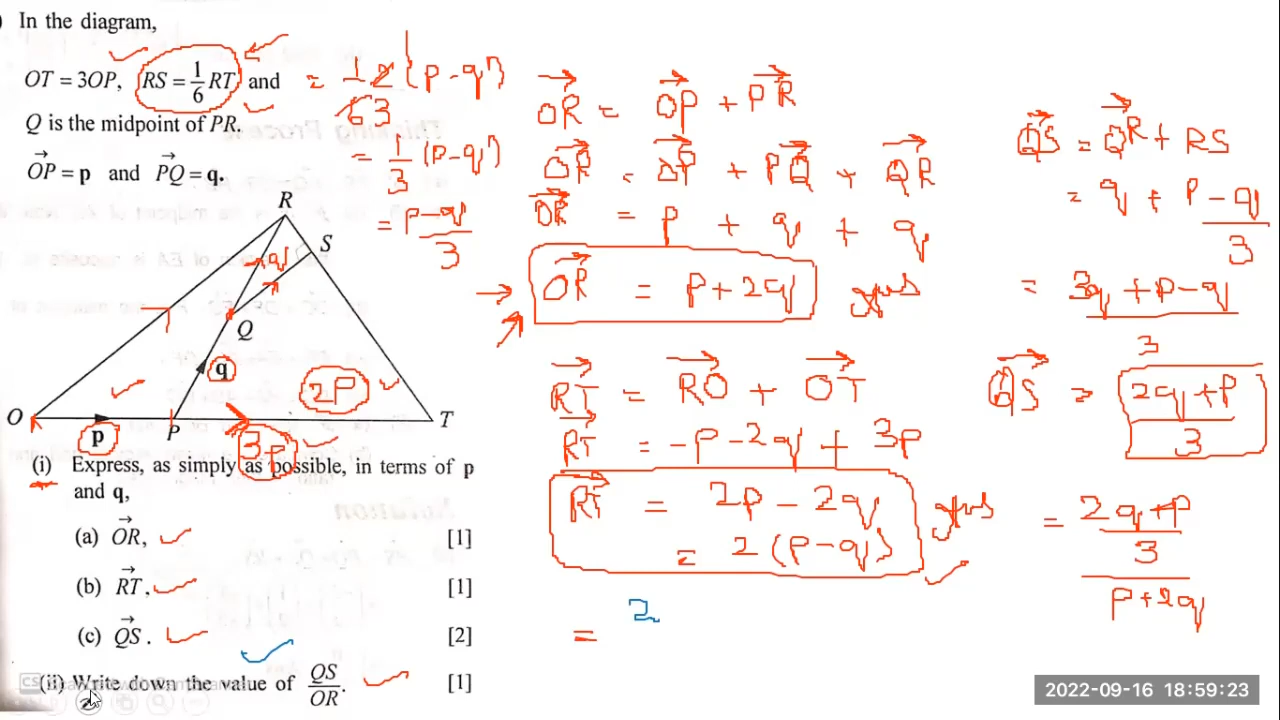 In the diagram,
OT = 3OP, RS = 1/6 RT and
Q is the midpoint of PR.
OP→ = p and PQ→ = q.
R
S
q
Q
q
2P
O
p
P
3P
T
(i) Express, as simply as possible, in terms of p
and q,
(a) OR→, [1]
(b) RT→, [1]
(c) QS→. [2]
(ii) Write down the value of QS/OR. [1]
= 1/6 2 (P - q)
3
= 1/3 (P - q)
= P - q/3
OR→ = OP→ + PR→
OR→ = OP→ + PQ→ + QR→
OR→ = P + q + q
OR→ = P + 2q
RT→ = RO→ + OT→
RT→ = -P - 2q + 3P
RT→ = 2P - 2q
= 2 (P - q)
= 2
QS→ = QR→ + RS
= q + P - q/3
= 3q + P - q/3
QS→ = 2q + P/3
= 2q + P/3
P + 2q
CS
2022-09-16 18:59:23